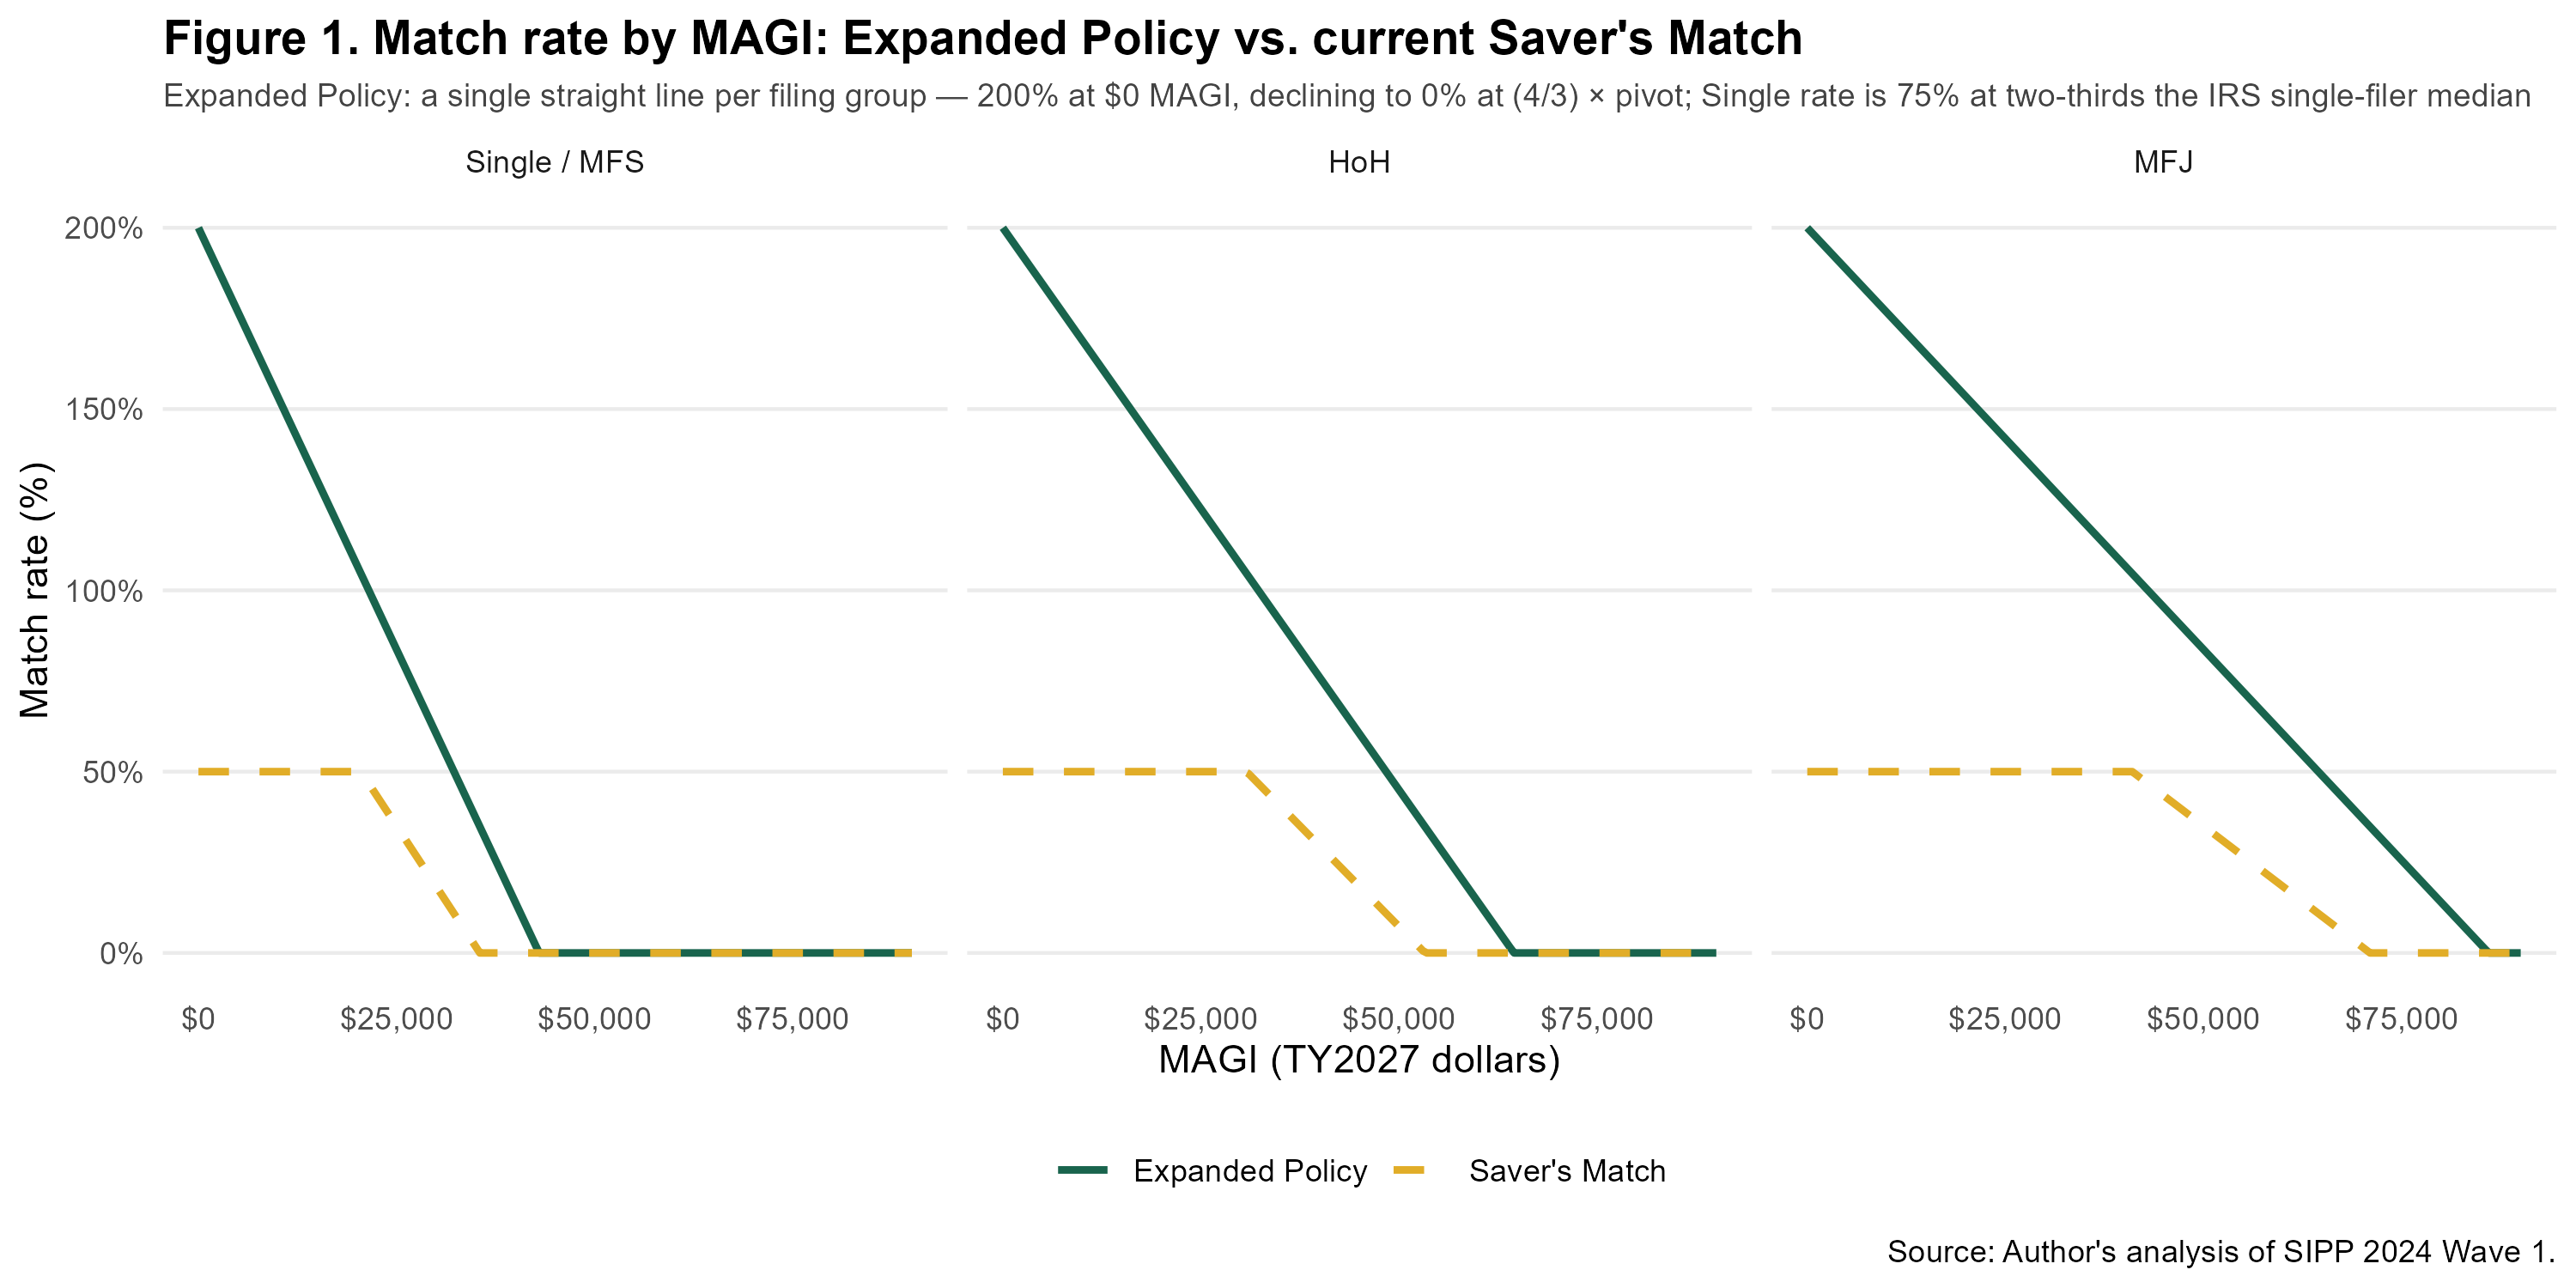 Figure 1. Match rate by MAGI: Expanded Policy vs. current Saver's Match
Expanded Policy: a single straight line per filing group — 200% at $0 MAGI, declining to 0% at (4/3) × pivot; Single rate is 75% at two-thirds the IRS single-filer median
Single / MFS
HoH
MFJ
Match rate (%)
200%
150%
100%
50%
0%
$0 $25,000 $50,000 $75,000
$0 $25,000 $50,000 $75,000
$0 $25,000 $50,000 $75,000
MAGI (TY2027 dollars)
Expanded Policy
Saver's Match
Source: Author's analysis of SIPP 2024 Wave 1.